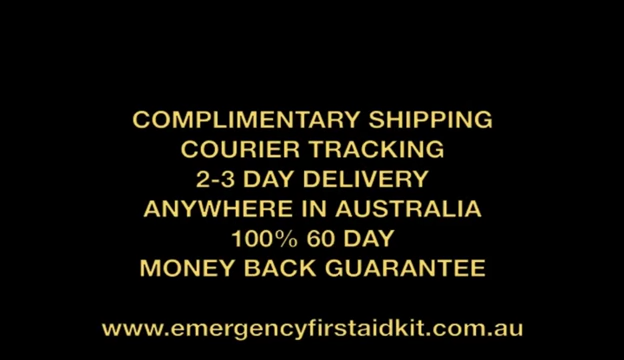 COMPLIMENTARY SHIPPING
COURIER TRACKING
2-3 DAY DELIVERY
ANYWHERE IN AUSTRALIA
100% 60 DAY
MONEY BACK GUARANTEE
www.emergencyfirstaidkit.com.au